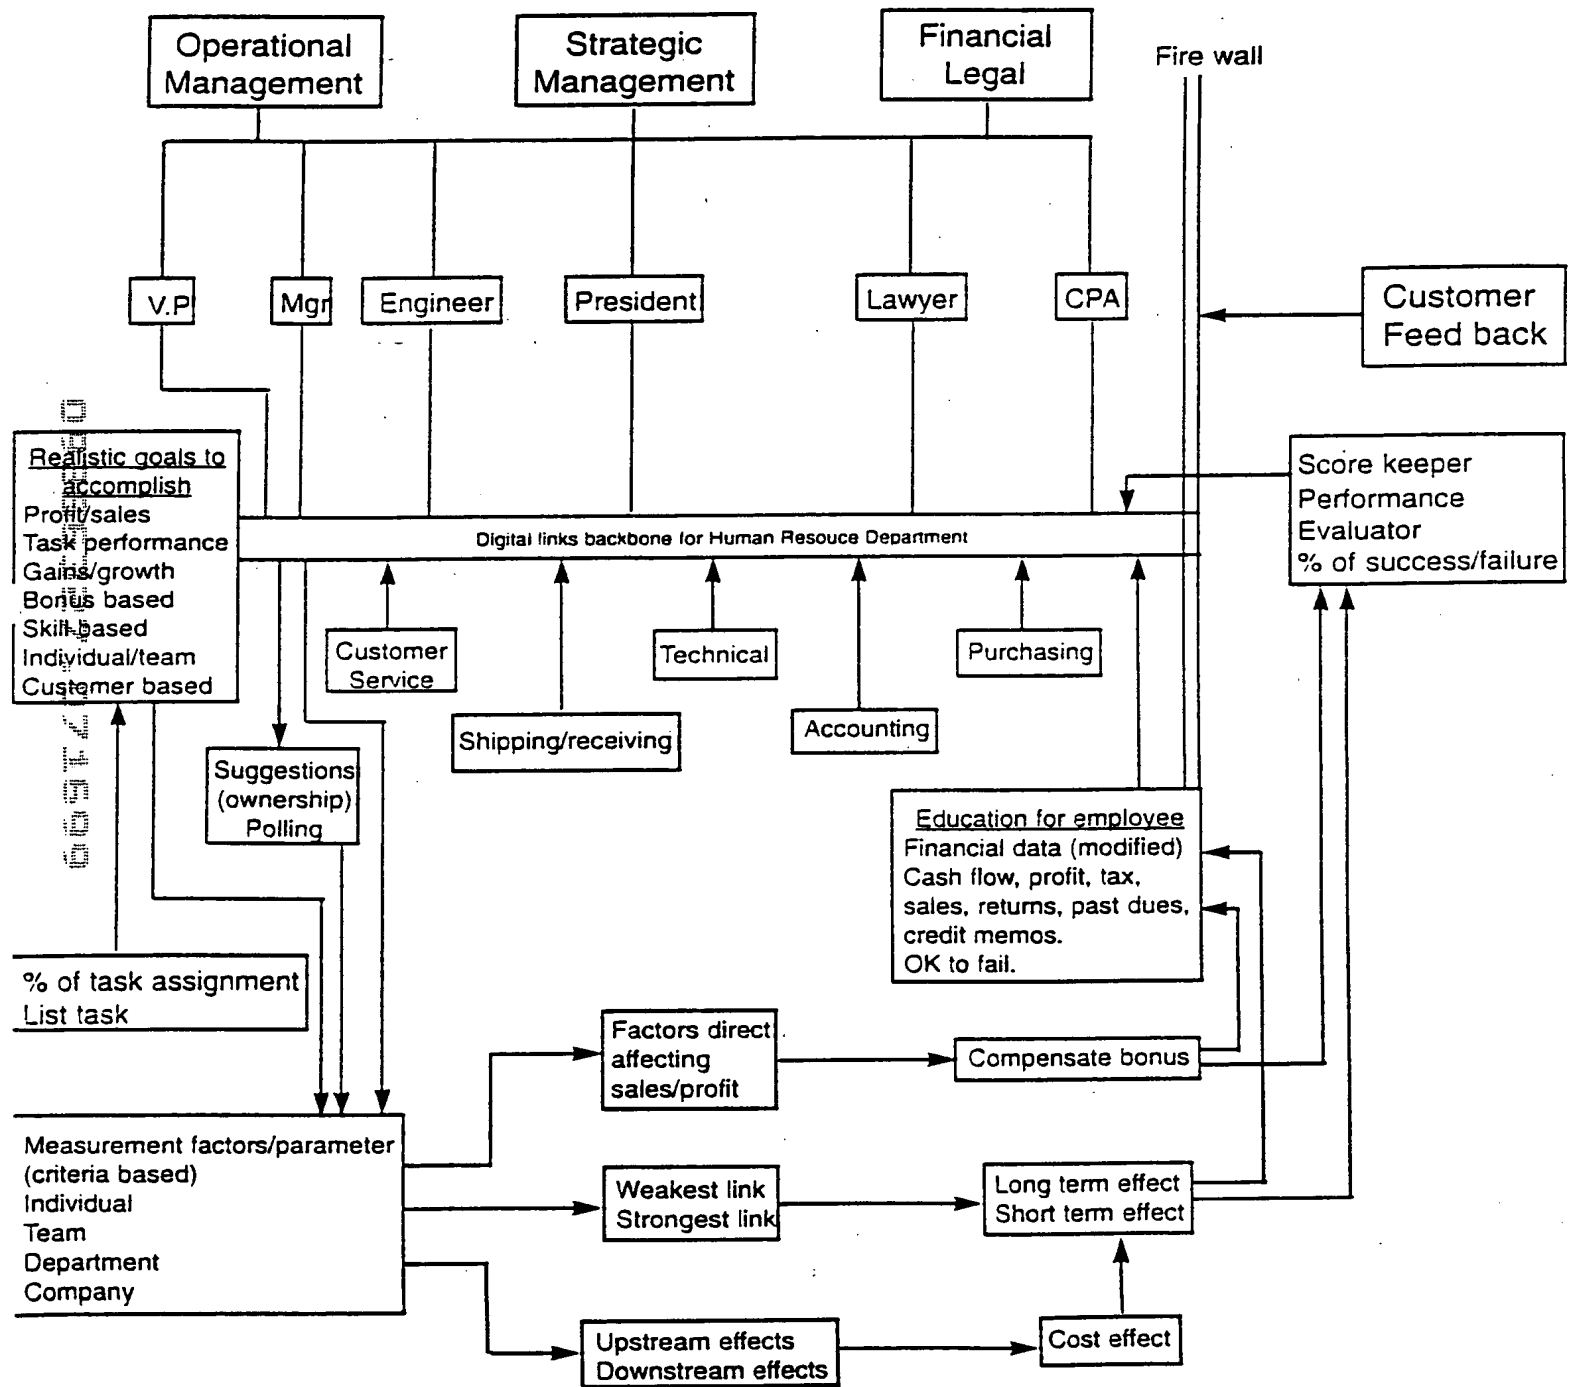 Operational
Management
Strategic
Management
Financial
Legal
Fire wall
V.P
Mgr
Engineer
President
Lawyer
CPA
Customer
Feed back
Realistic goals to
accomplish
Profit/sales
Task performance
Gains/growth
Bonus based
Skill based
Individual/team
Customer based
Digital links backbone for Human Resouce Department
Score keeper
Performance
Evaluator
% of success/failure
Customer
Service
Technical
Purchasing
Shipping/receiving
Accounting
Suggestions
(ownership)
Polling
Education for employee
Financial data (modified)
Cash flow, profit, tax,
sales, returns, past dues,
credit memos.
OK to fail.
% of task assignment
List task
Factors direct
affecting
sales/profit
Compensate bonus
Measurement factors/parameter
(criteria based)
Individual
Team
Department
Company
Weakest link
Strongest link
Long term effect
Short term effect
Upstream effects
Downstream effects
Cost effect